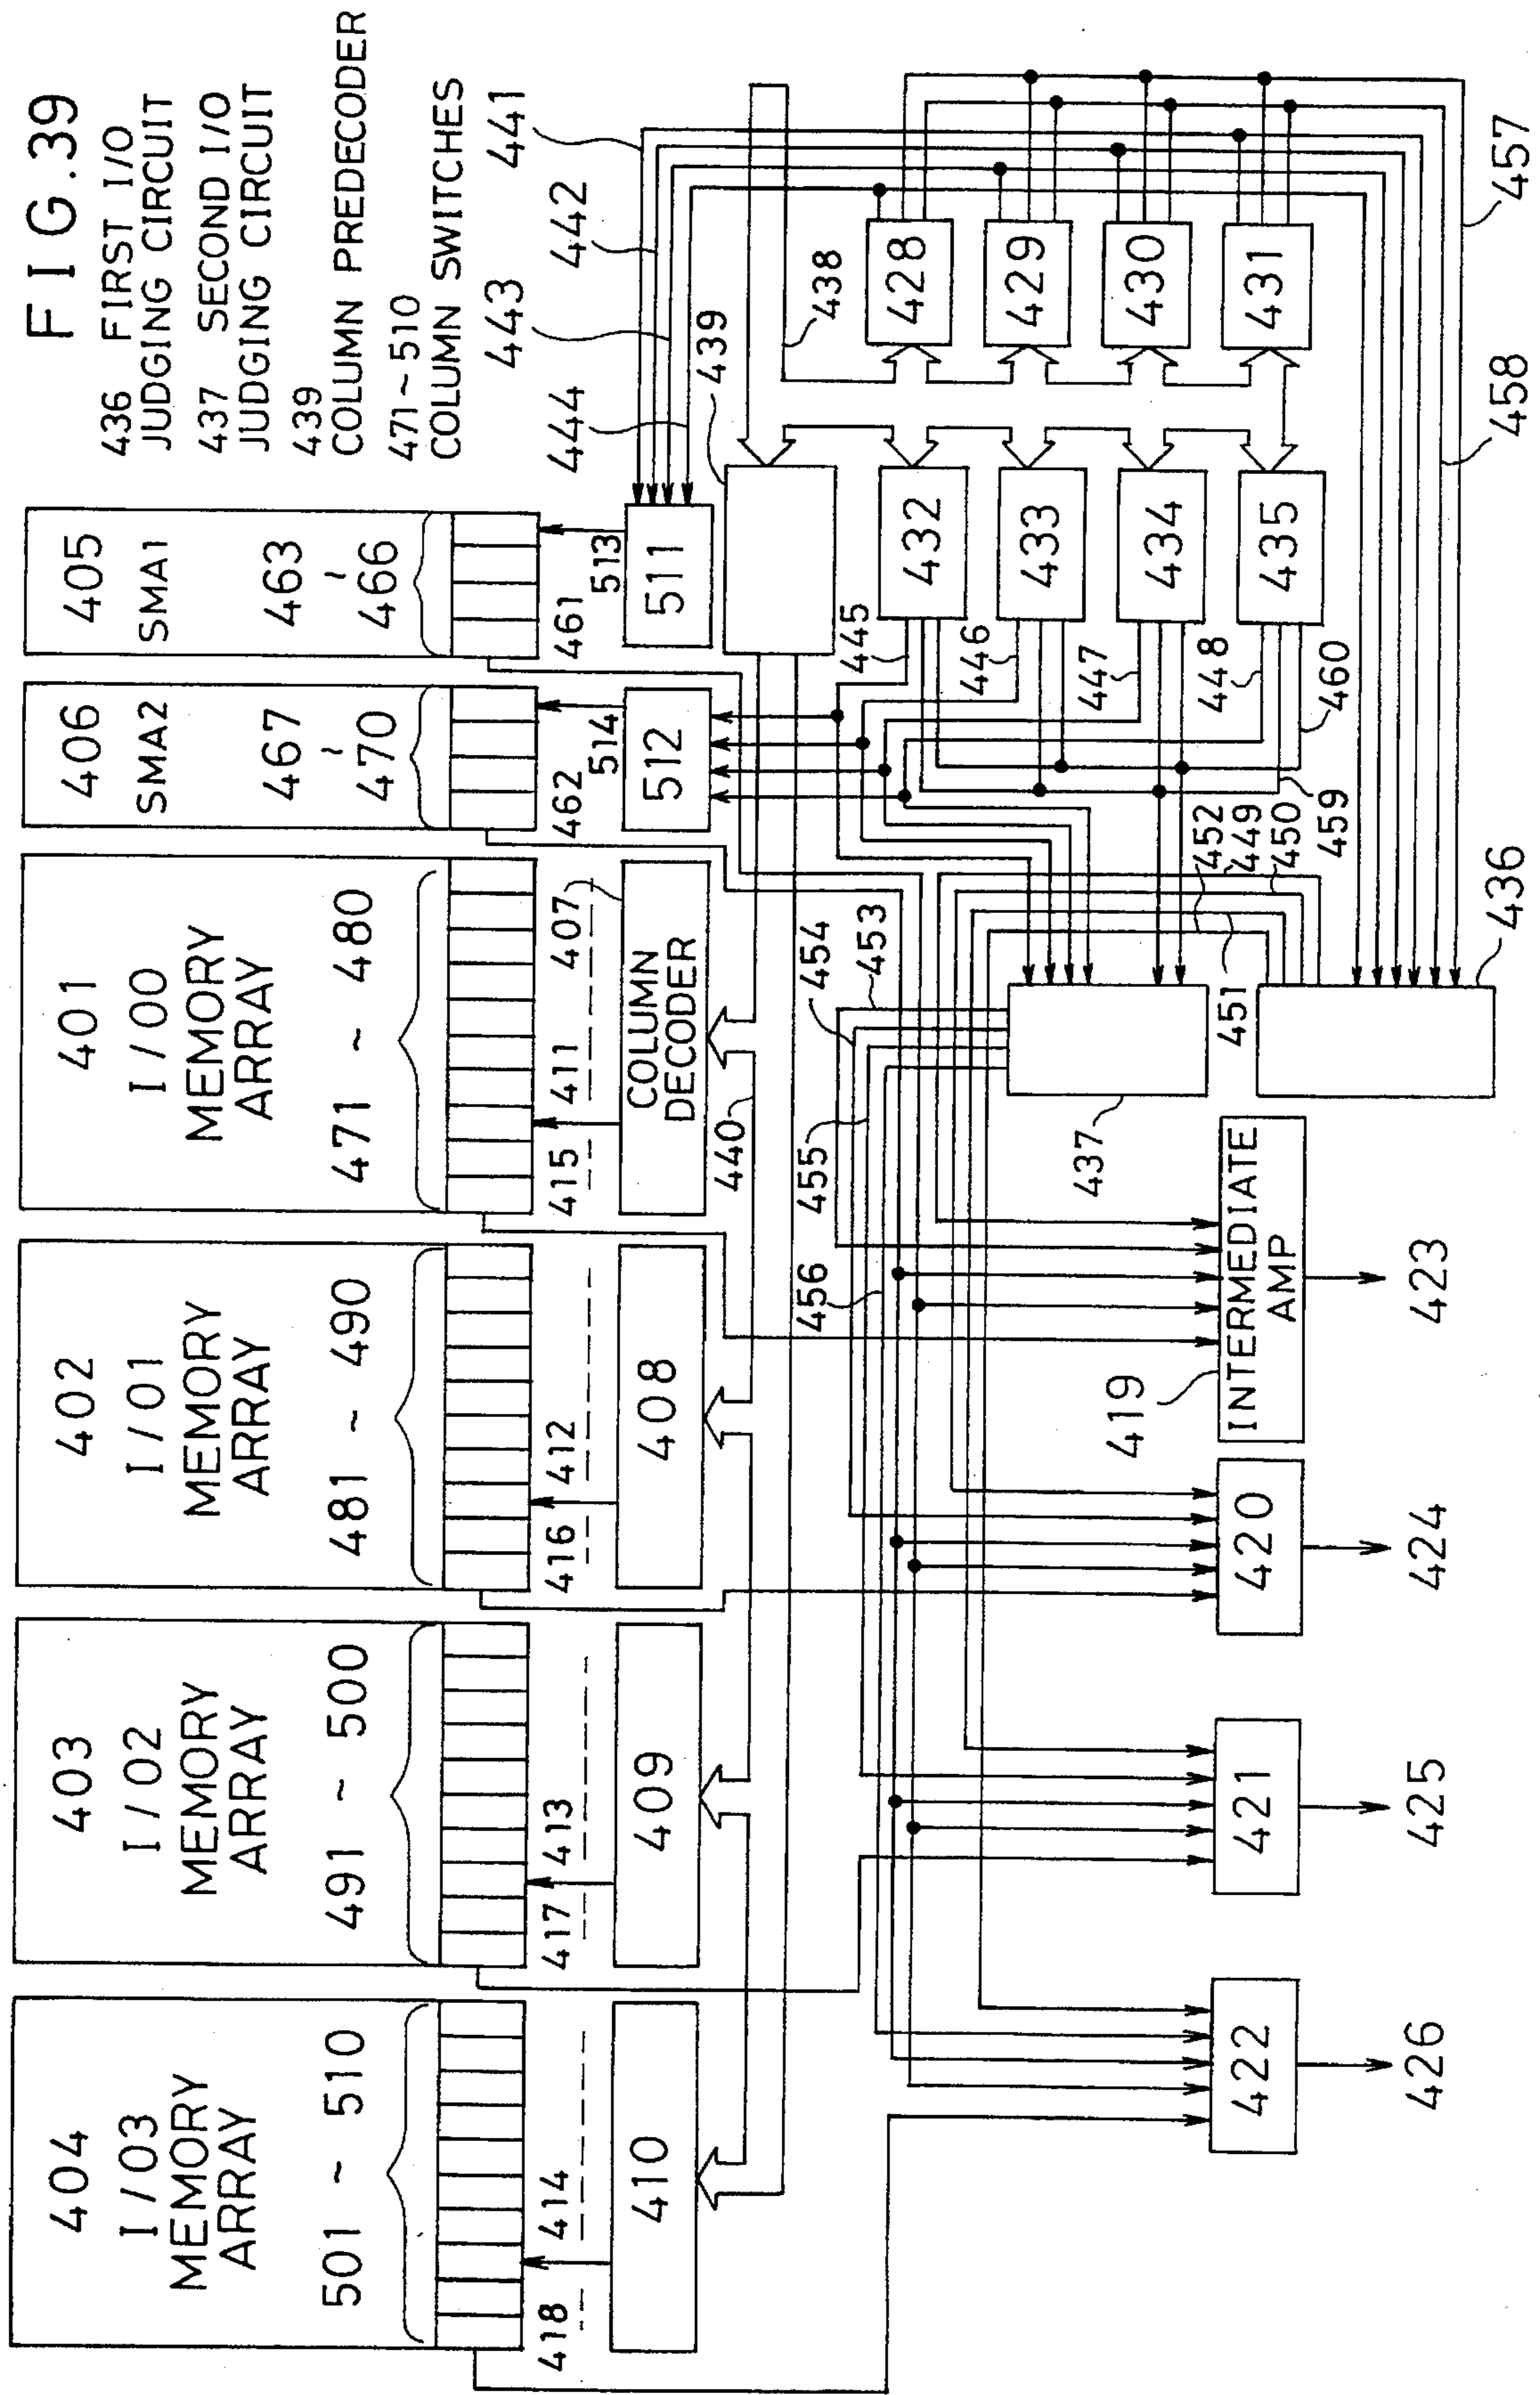 FIG.39
436 FIRST I/O
JUDGING CIRCUIT
437 SECOND I/O
JUDGING CIRCUIT
439
COLUMN PREDECODER
471~510
COLUMN SWITCHES
404
I/03
MEMORY
ARRAY
501 ~ 510
403
I/02
MEMORY
ARRAY
491 ~ 500
402
I/01
MEMORY
ARRAY
481 ~ 490
401
I/00
MEMORY
ARRAY
471 ~ 480
406
SMA2
467
~
470
405
SMA1
463
~
466
418
414
417
413
416
412
415
411
407
462
514
461
513
410
409
408
COLUMN
DECODER
512
511
439
444
443
442
441
440
438
445
446
447
448
460
432
433
434
435
428
429
430
431
456
455
454
453
452
449
450
459
451
458
457
437
436
419
INTERMEDIATE
AMP
422
421
420
426
425
424
423